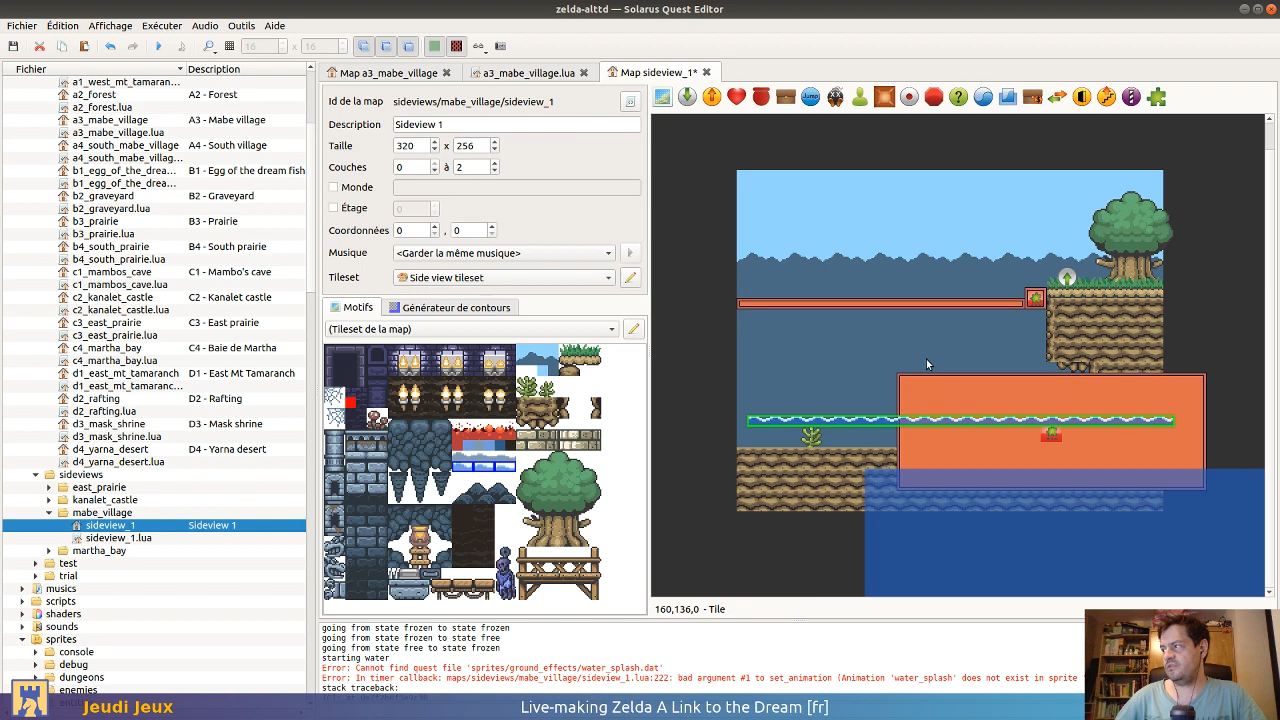 zelda-alttd - Solarus Quest Editor
Fichier Édition Affichage Exécuter Audio Outils Aide
16 x 16
Fichier Description
a1_west_mt_tamaran...
a2_forest A2 - Forest
a2_forest.lua
a3_mabe_village A3 - Mabe village
a3_mabe_village.lua
a4_south_mabe_village A4 - South village
a4_south_mabe_villag...
b1_egg_of_the_drea... B1 - Egg of the dream fish
b1_egg_of_the_drea...
b2_graveyard B2 - Graveyard
b2_graveyard.lua
b3_prairie B3 - Prairie
b3_prairie.lua
b4_south_prairie B4 - South prairie
b4_south_prairie.lua
c1_mambos_cave C1 - Mambo's cave
c1_mambos_cave.lua
c2_kanalet_castle C2 - Kanalet castle
c2_kanalet_castle.lua
c3_east_prairie C3 - East prairie
c3_east_prairie.lua
c4_martha_bay C4 - Baie de Martha
c4_martha_bay.lua
d1_east_mt_tamaranch D1 - East Mt Tamaranch
d1_east_mt_tamaranc...
d2_rafting D2 - Rafting
d2_rafting.lua
d3_mask_shrine D3 - Mask shrine
d3_mask_shrine.lua
d4_yarna_desert D4 - Yarna desert
d4_yarna_desert.lua
sideviews
east_prairie
kanalet_castle
mabe_village
sideview_1 Sideview 1
sideview_1.lua
martha_bay
test
trial
musics
scripts
shaders
sounds
sprites
console
debug
dungeons
enemies
Map a3_mabe_village
a3_mabe_village.lua
Map sideview_1*
Id de la map sideviews/mabe_village/sideview_1
Description Sideview 1
Taille 320 x 256
Couches 0 à 2
Monde
Étage 0
Coordonnées 0 , 0
Musique <Garder la même musique>
Tileset Side view tileset
Motifs Générateur de contours
(Tileset de la map)
Jump
160,136,0 - Tile
going from state frozen to state frozen
going from state frozen to state free
going from state free to state frozen
starting water
Error: Cannot find quest file 'sprites/ground_effects/water_splash.dat'
Error: In timer callback: maps/sideviews/mabe_village/sideview_1.lua:222: bad argument #1 to set_animation (Animation 'water_splash' does not exist in sprite
stack traceback:
Jeudi Jeux
Live-making Zelda A Link to the Dream [fr]